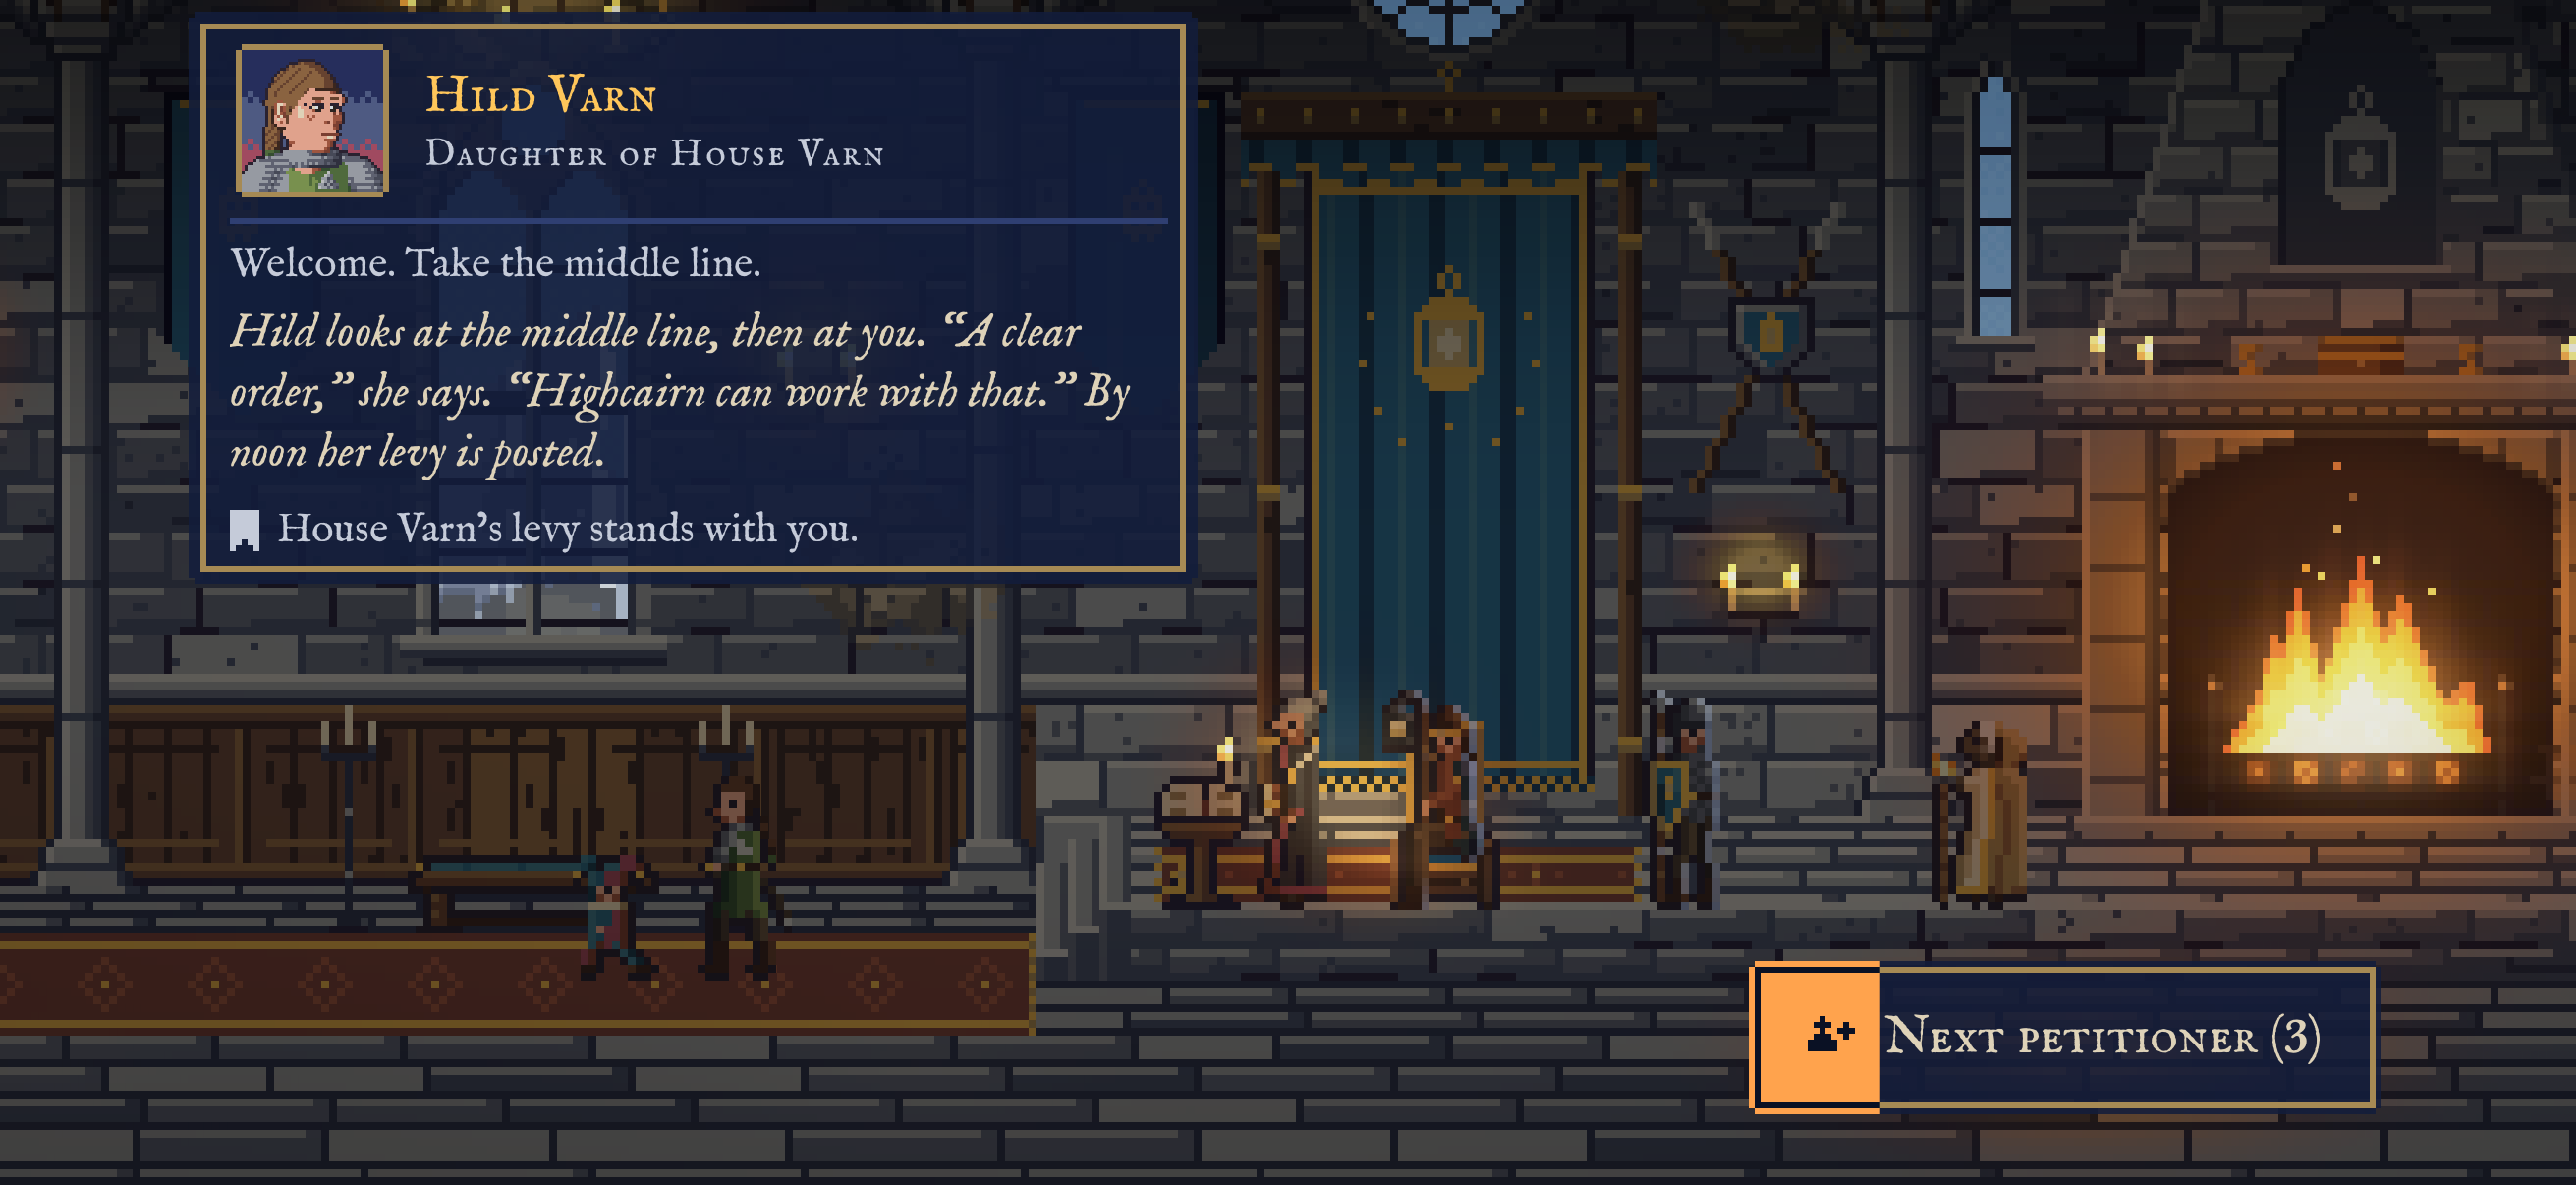 Hild Varn
Daughter of House Varn
Welcome. Take the middle line.
Hild looks at the middle line, then at you. “A clear
order,” she says. “Highcairn can work with that.” By
noon her levy is posted.
House Varn’s levy stands with you.
Next petitioner (3)